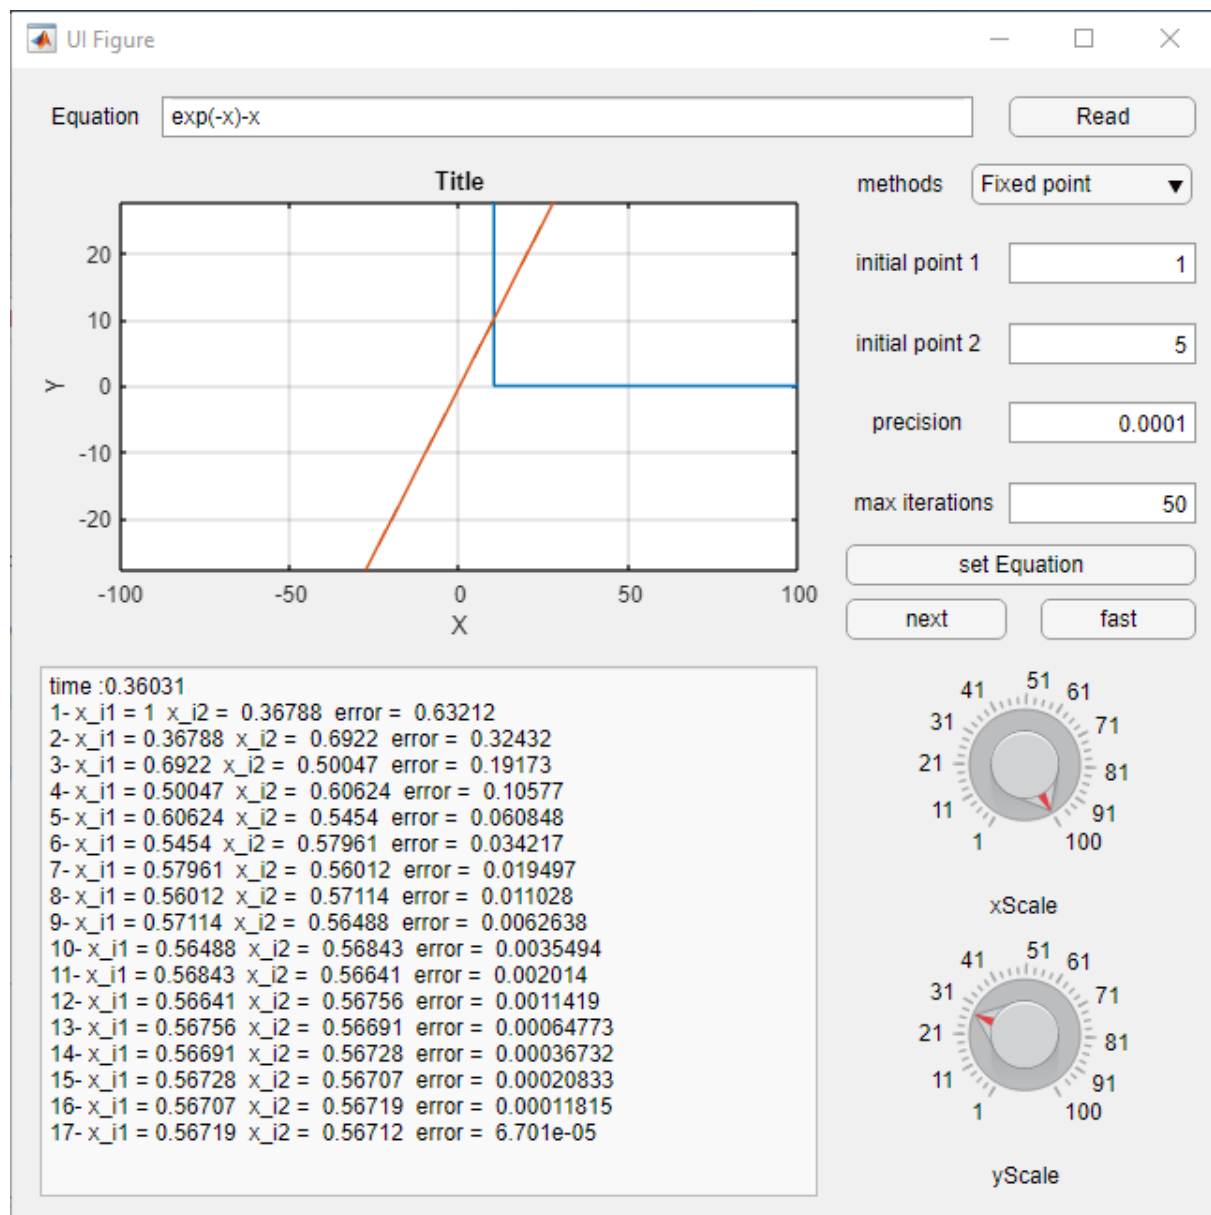 UI Figure
Equation exp(-x)-x Read
Title
methods Fixed point
initial point 1 1
initial point 2 5
precision 0.0001
max iterations 50
set Equation
next fast
20
10
0
-10
-20
Y
-100 -50 0 50 100
X
time :0.36031
1- x_i1 = 1 x_i2 = 0.36788 error = 0.63212
2- x_i1 = 0.36788 x_i2 = 0.6922 error = 0.32432
3- x_i1 = 0.6922 x_i2 = 0.50047 error = 0.19173
4- x_i1 = 0.50047 x_i2 = 0.60624 error = 0.10577
5- x_i1 = 0.60624 x_i2 = 0.5454 error = 0.060848
6- x_i1 = 0.5454 x_i2 = 0.57961 error = 0.034217
7- x_i1 = 0.57961 x_i2 = 0.56012 error = 0.019497
8- x_i1 = 0.56012 x_i2 = 0.57114 error = 0.011028
9- x_i1 = 0.57114 x_i2 = 0.56488 error = 0.0062638
10- x_i1 = 0.56488 x_i2 = 0.56843 error = 0.0035494
11- x_i1 = 0.56843 x_i2 = 0.56641 error = 0.002014
12- x_i1 = 0.56641 x_i2 = 0.56756 error = 0.0011419
13- x_i1 = 0.56756 x_i2 = 0.56691 error = 0.00064773
14- x_i1 = 0.56691 x_i2 = 0.56728 error = 0.00036732
15- x_i1 = 0.56728 x_i2 = 0.56707 error = 0.00020833
16- x_i1 = 0.56707 x_i2 = 0.56719 error = 0.00011815
17- x_i1 = 0.56719 x_i2 = 0.56712 error = 6.701e-05
1 11 21 31 41 51 61 71 81 91 100
xScale
1 11 21 31 41 51 61 71 81 91 100
yScale